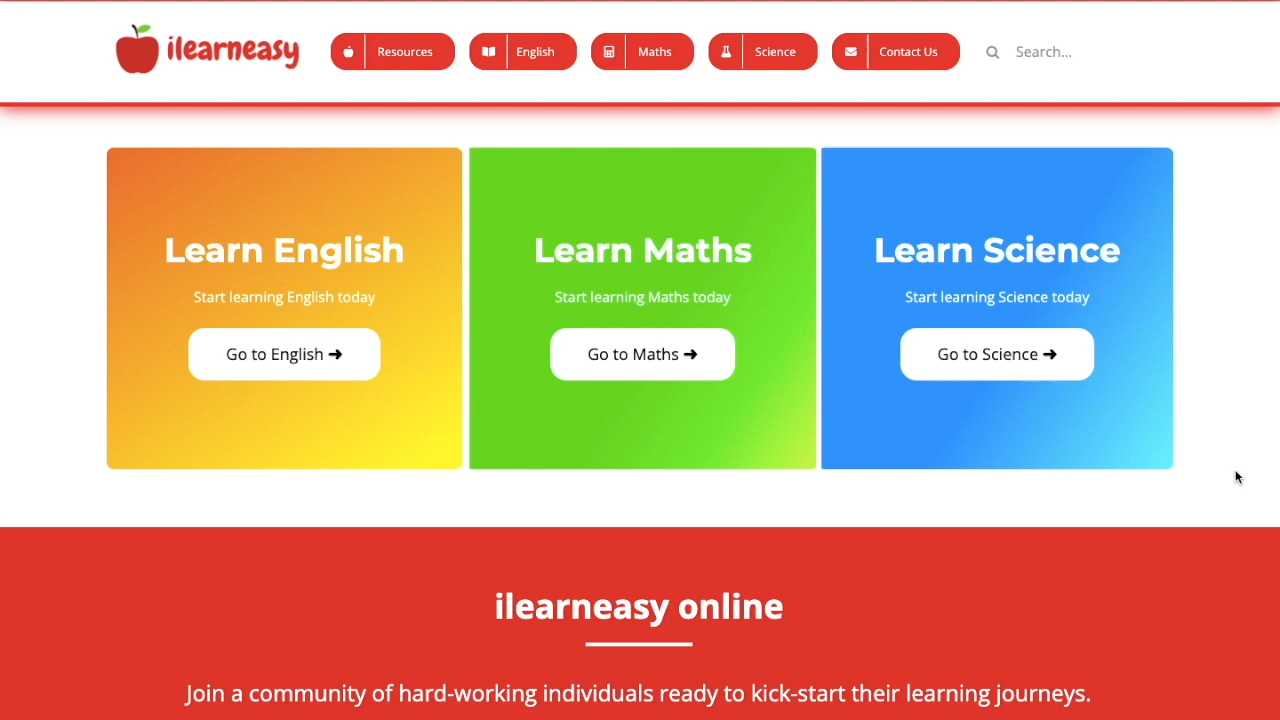 ilearneasy
Resources
English
Maths
Science
Contact Us
Search...
Learn English
Start learning English today
Go to English ➜
Learn Maths
Start learning Maths today
Go to Maths ➜
Learn Science
Start learning Science today
Go to Science ➜
ilearneasy online
Join a community of hard-working individuals ready to kick-start their learning journeys.